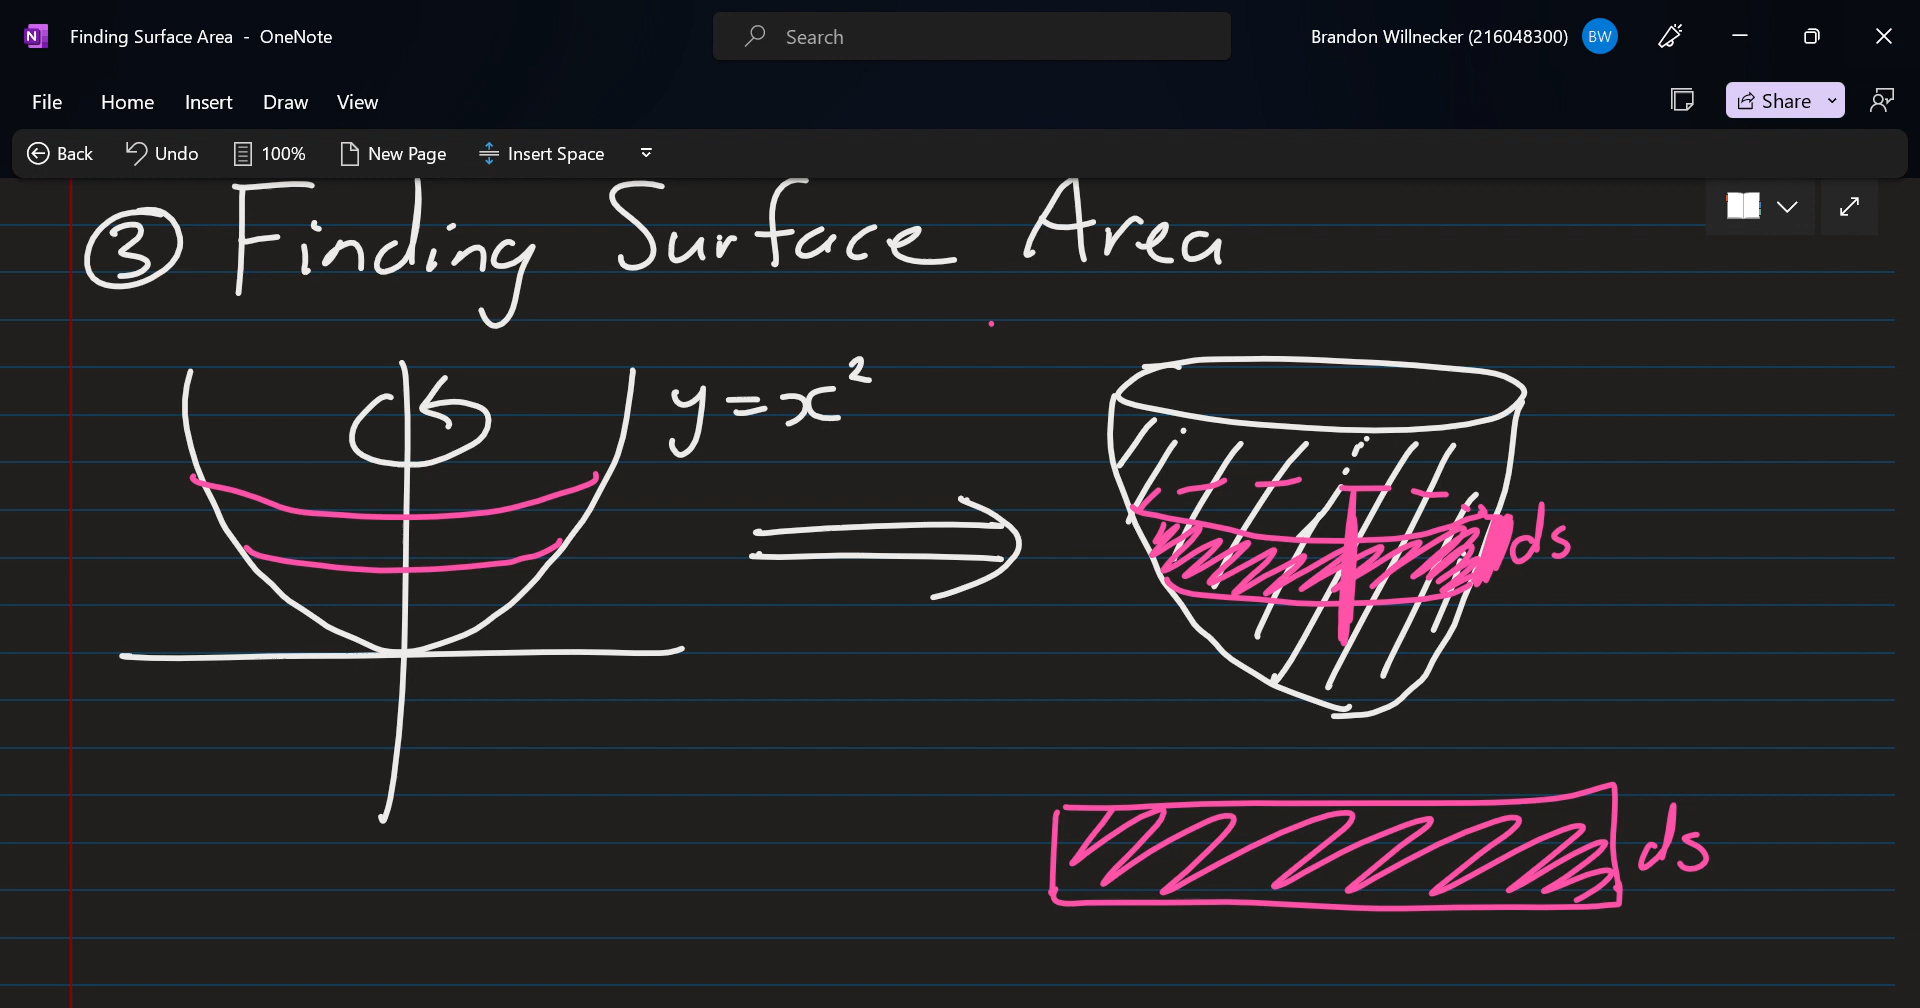 Finding Surface Area - OneNote
Search
Brandon Willnecker (216048300)
BW
File Home Insert Draw View
Share
Back Undo 100% New Page Insert Space
③ Finding Surface Area
y = x²
ds
ds